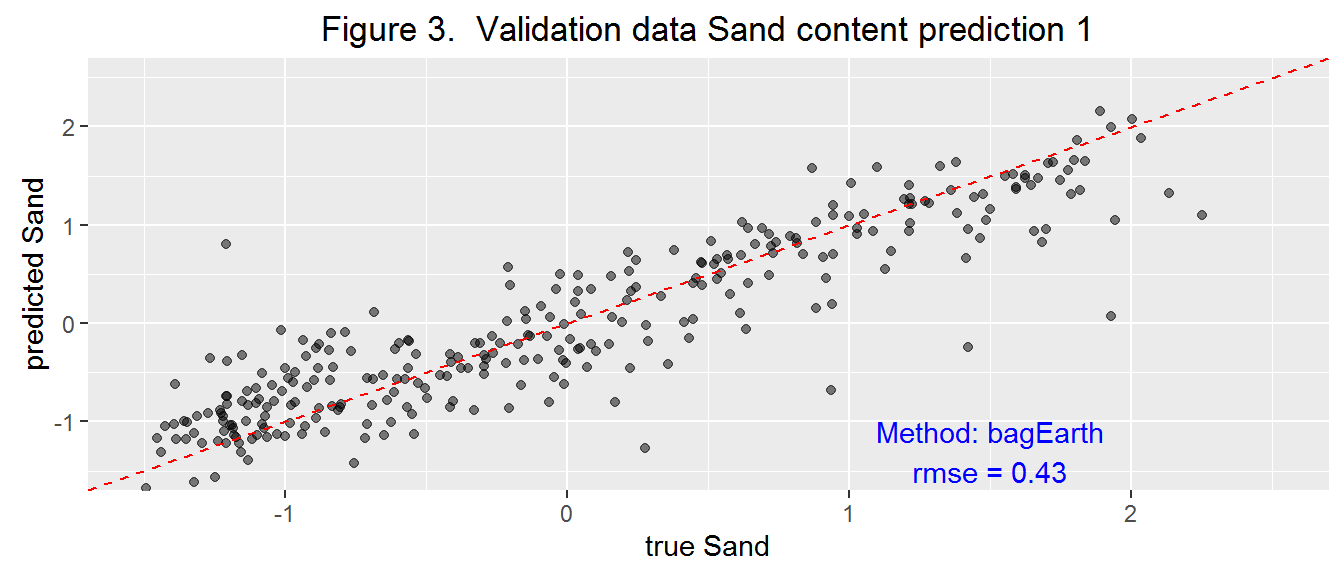 Figure 3.  Validation data Sand content prediction 1
predicted Sand
2
1
0
-1
Method: bagEarth
rmse = 0.43
-1 0 1 2
true Sand